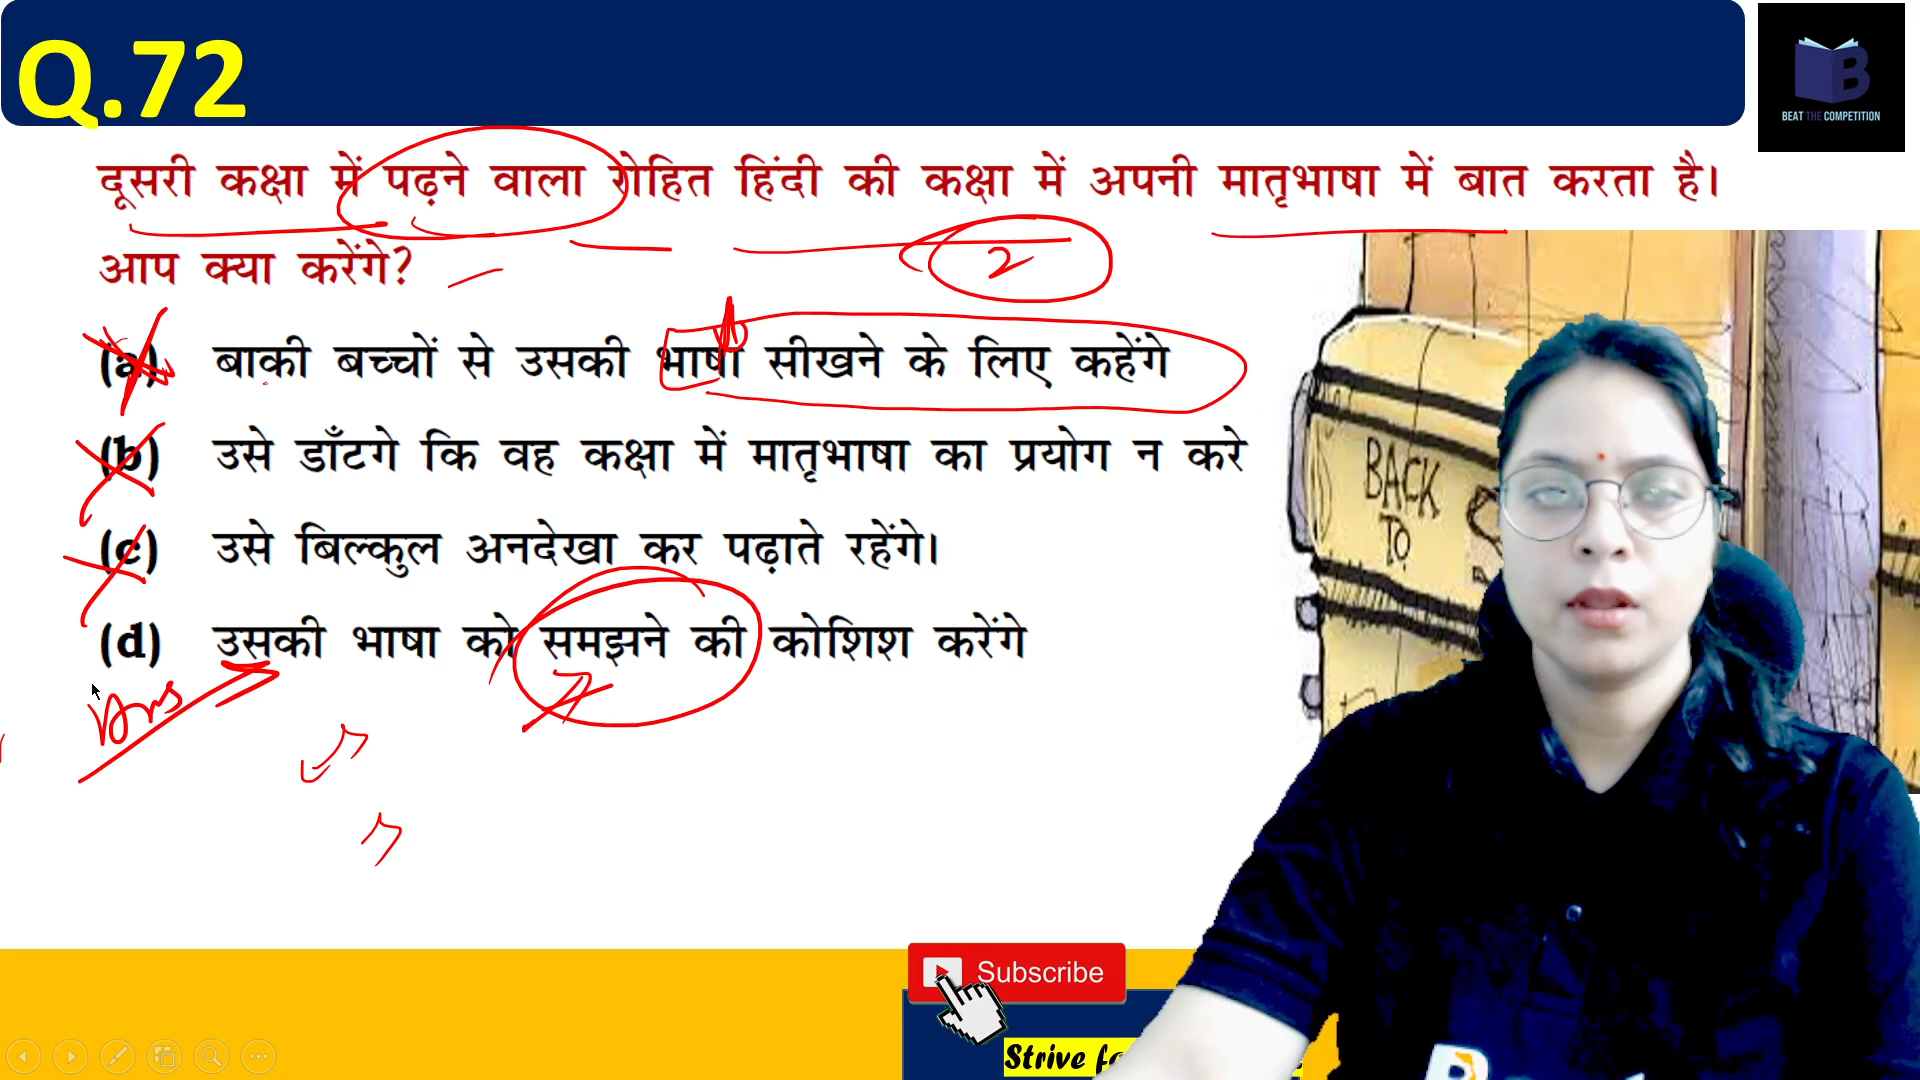 Q.72
BEAT THE COMPETITION
दूसरी कक्षा में पढ़ने वाला रोहित हिंदी की कक्षा में अपनी मातृभाषा में बात करता है।
आप क्या करेंगे?
2
(a) बाकी बच्चों से उसकी भाषा सीखने के लिए कहेंगे
(b) उसे डाँटगे कि वह कक्षा में मातृभाषा का प्रयोग न करे
(c) उसे बिल्कुल अनदेखा कर पढ़ाते रहेंगे।
(d) उसकी भाषा को समझने की कोशिश करेंगे
Ans
BACK
TO
Subscribe
Strive